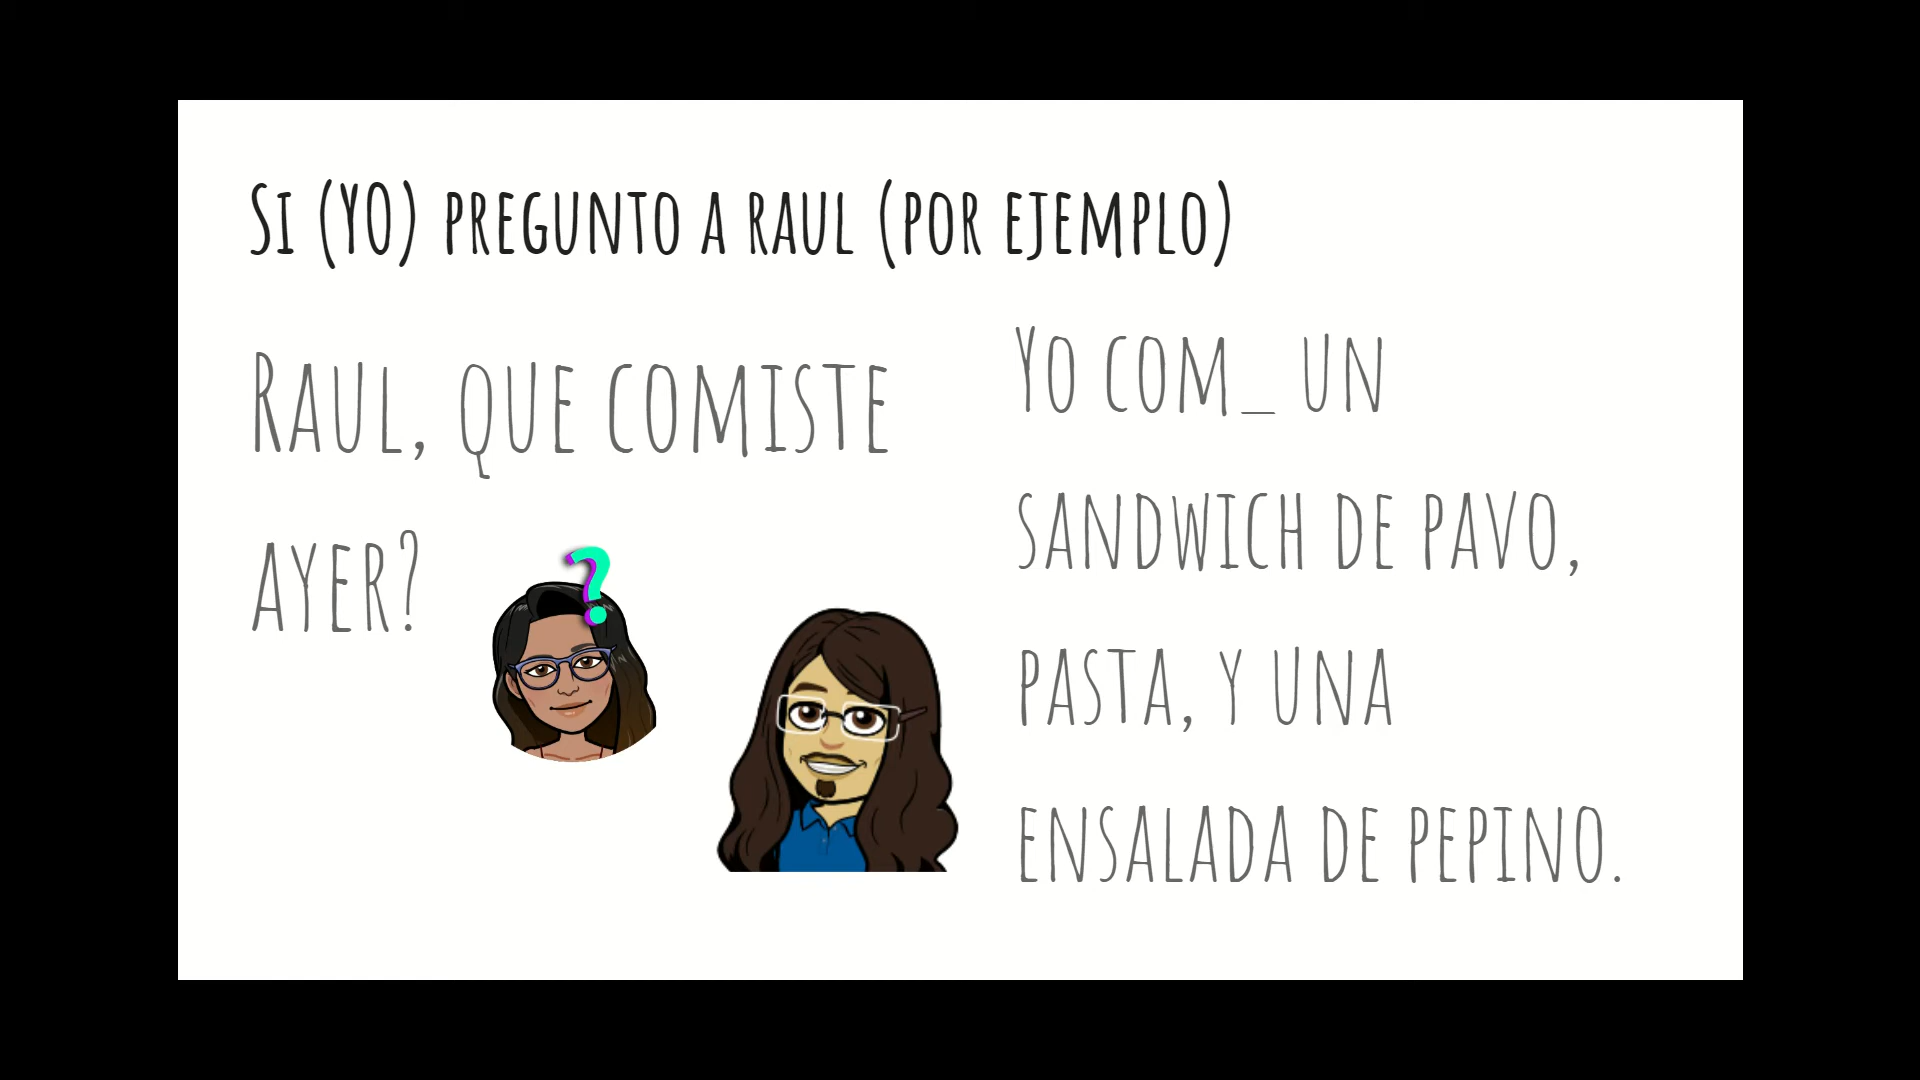 Si (YO) pregunto a raul (por ejemplo)
Raul, que comiste
ayer?
Yo com_ un
sandwich de pavo,
pasta, y una
ensalada de pepino.
?